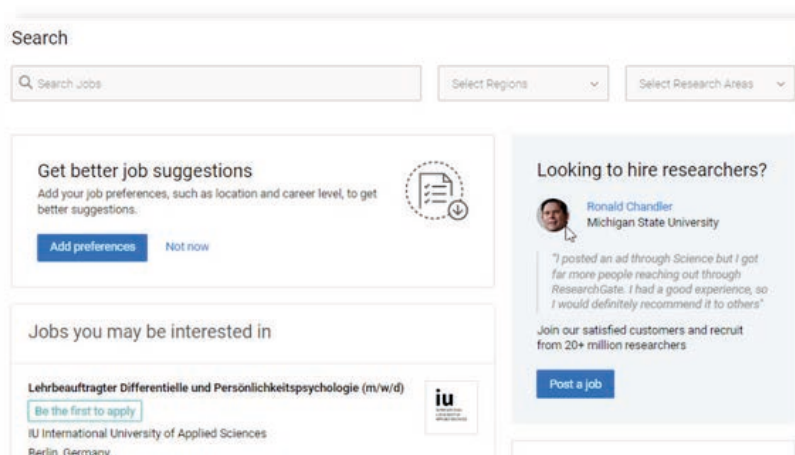 Search
Search Jobs
Select Regions
Select Research Areas
Get better job suggestions
Add your job preferences, such as location and career level, to get
better suggestions.
Add preferences
Not now
Jobs you may be interested in
Lehrbeauftragter Differentielle und Persönlichkeitspsychologie (m/w/d)
Be the first to apply
IU International University of Applied Sciences
Berlin, Germany
iu
Looking to hire researchers?
Ronald Chandler
Michigan State University
"I posted an ad through Science but I got
far more people reaching out through
ResearchGate. I had a good experience, so
I would definitely recommend it to others"
Join our satisfied customers and recruit
from 20+ million researchers
Post a job